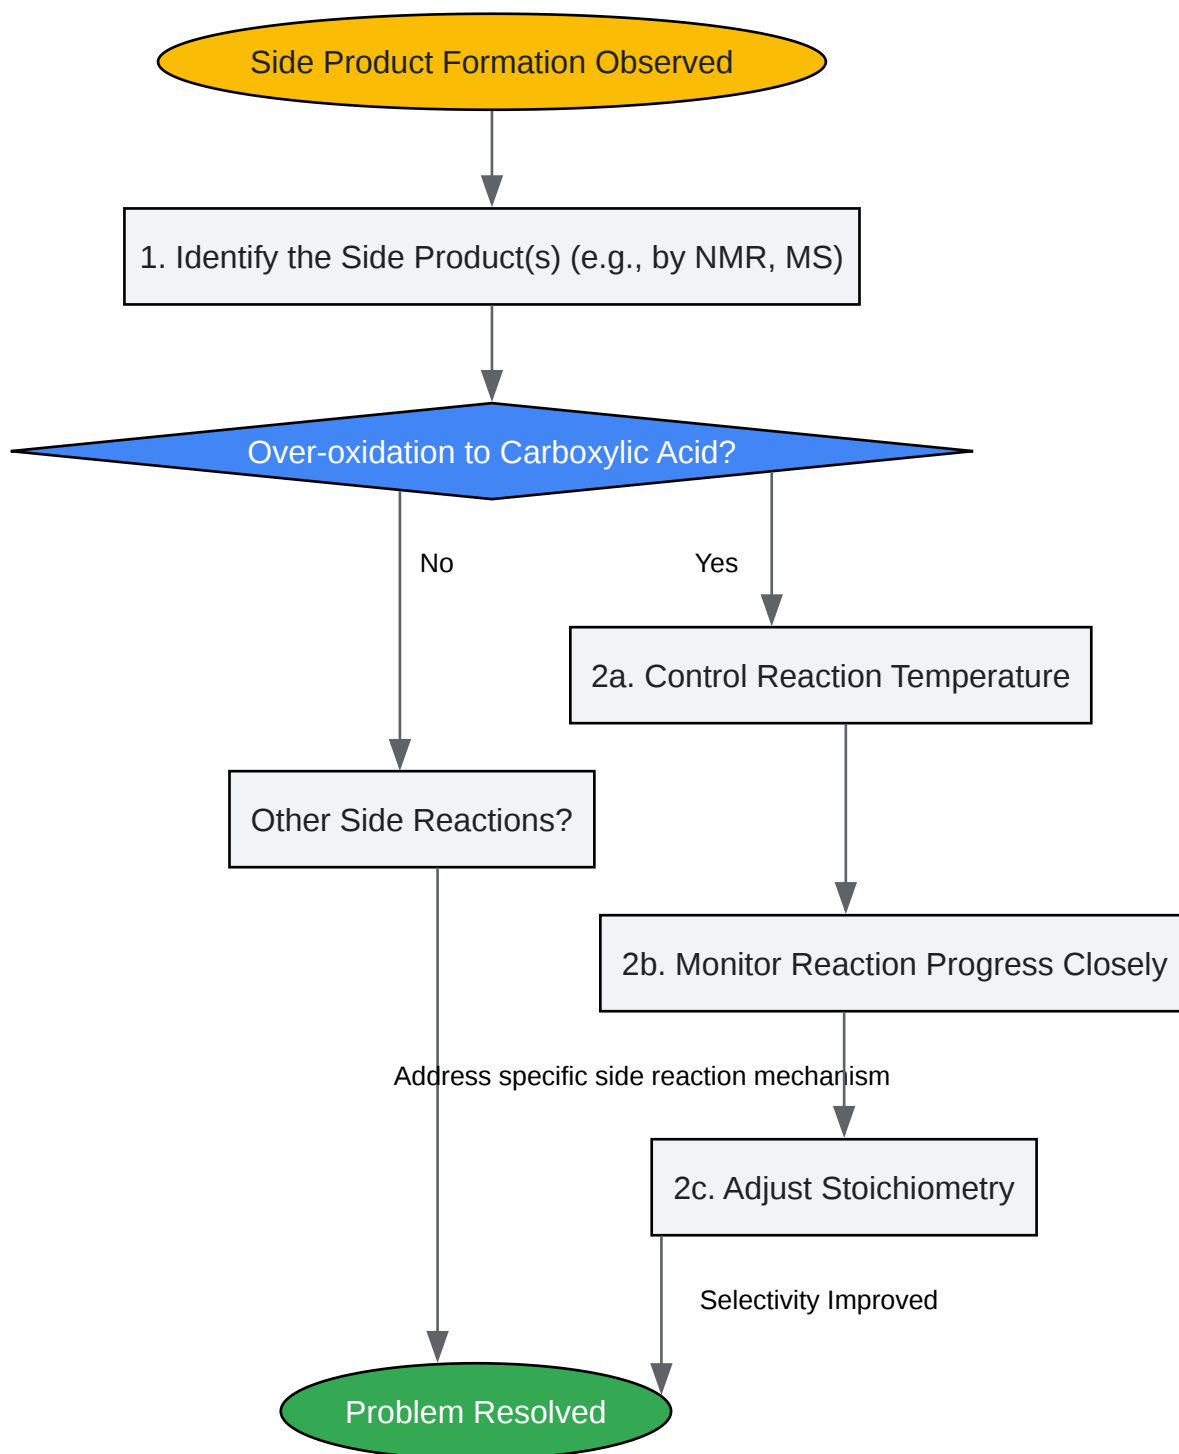 Side Product Formation Observed
1. Identify the Side Product(s) (e.g., by NMR, MS)
Over-oxidation to Carboxylic Acid?
No
Yes
2a. Control Reaction Temperature
Other Side Reactions?
2b. Monitor Reaction Progress Closely
Address specific side reaction mechanism
2c. Adjust Stoichiometry
Selectivity Improved
Problem Resolved